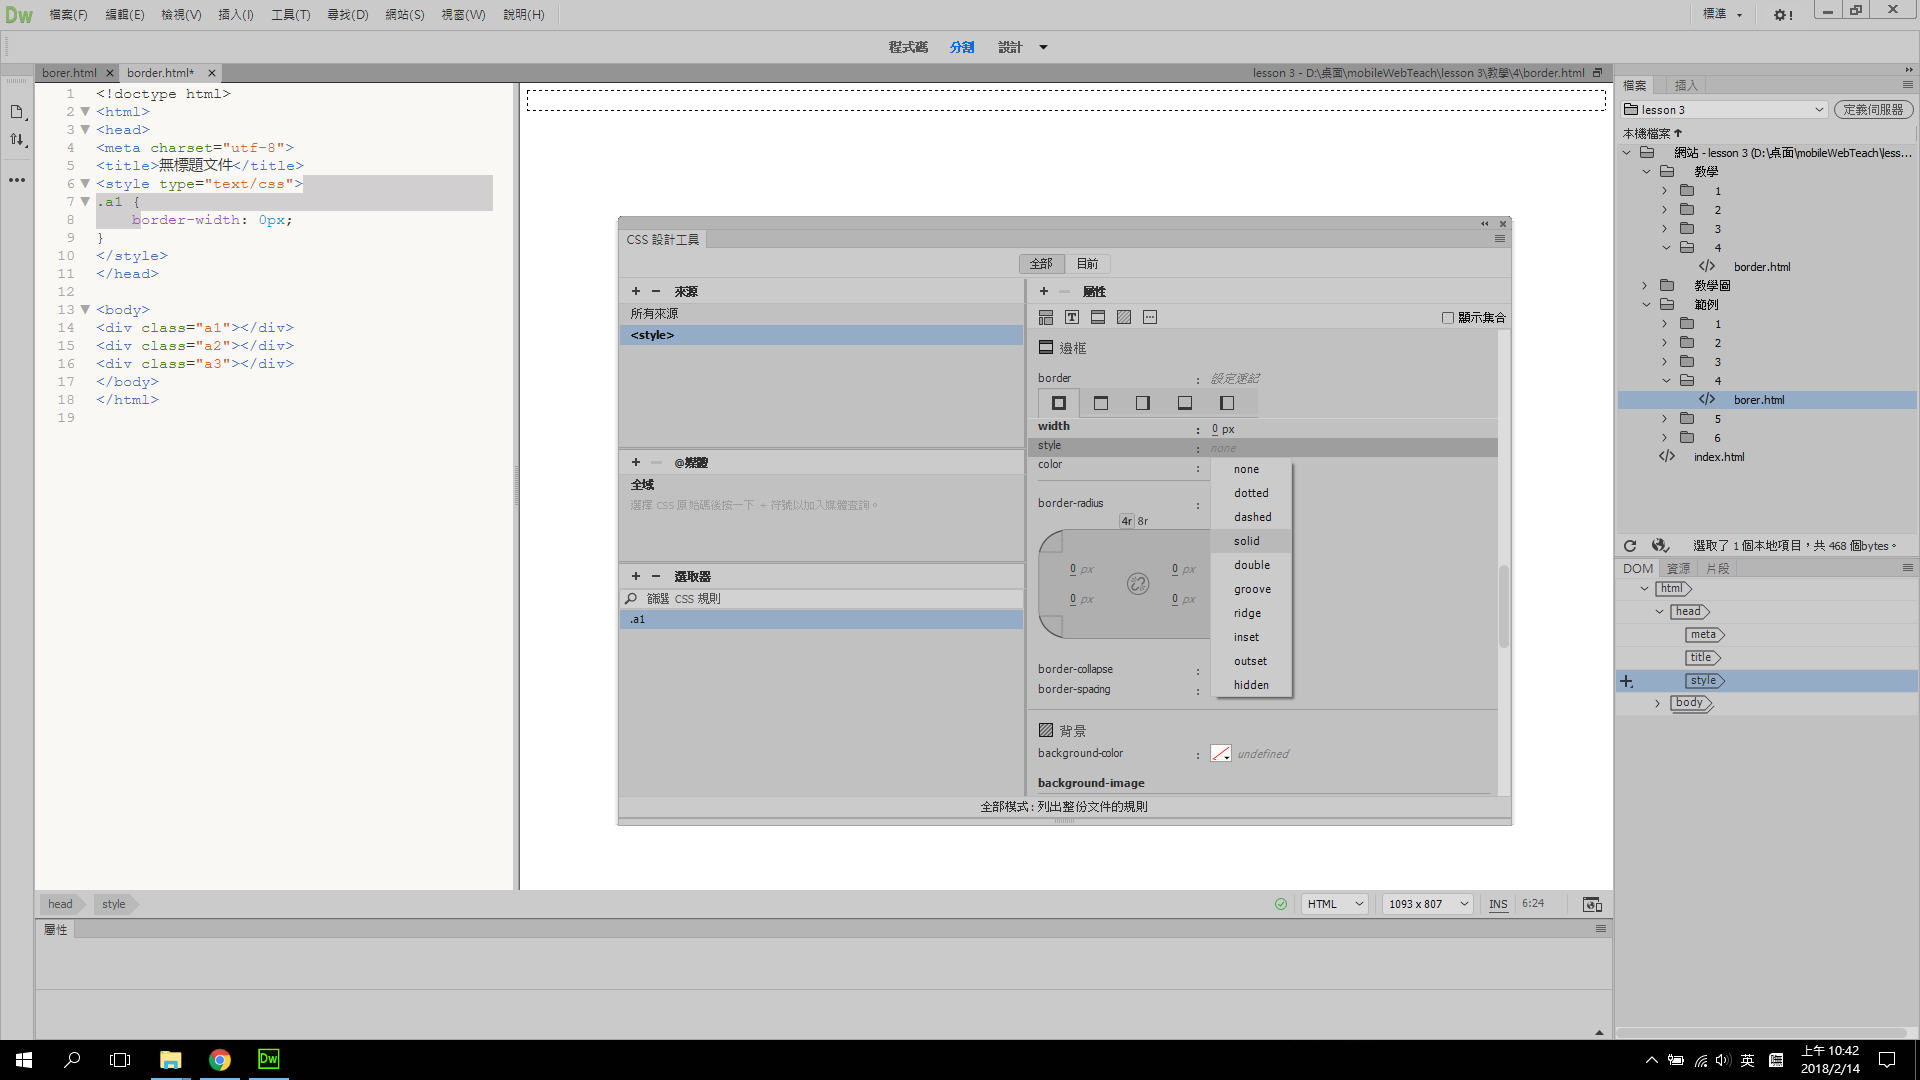 Dw 檔案(F) 編輯(E) 檢視(V) 插入(I) 工具(T) 尋找(D) 網站(S) 視窗(W) 說明(H) 標準
程式碼 分割 設計
borer.html border.html* lesson 3 - D:\桌面\mobileWebTeach\lesson 3\教學\4\border.html
1 <!doctype html>
2 <html>
3 <head>
4 <meta charset="utf-8">
5 <title>無標題文件</title>
6 <style type="text/css">
7 .a1 {
8 border-width: 0px;
9 }
10 </style>
11 </head>
12
13 <body>
14 <div class="a1"></div>
15 <div class="a2"></div>
16 <div class="a3"></div>
17 </body>
18 </html>
19
CSS 設計工具
全部 目前
+ − 來源
所有來源
<style>
+ − @媒體
全域
選擇 CSS 原始碼後按一下 + 符號以加入媒體查詢。
+ − 選取器
篩選 CSS 規則
.a1
+ − 屬性
T 顯示集合
邊框
border : 設定速記
width : 0 px
style : none
color :
none
dotted
dashed
solid
double
groove
ridge
inset
outset
hidden
border-radius :
4r 8r
0 px 0 px
0 px 0 px
border-collapse :
border-spacing :
背景
background-color : undefined
background-image
全部模式 : 列出整份文件的規則
檔案 插入
lesson 3 定義伺服器
本機檔案
網站 - lesson 3 (D:\桌面\mobileWebTeach\less...
教學
1
2
3
4
border.html
教學圖
範例
1
2
3
4
borer.html
5
6
index.html
選取了 1 個本地項目，共 468 個bytes。
DOM 資源 片段
html
head
meta
title
style
body
head style HTML 1093 x 807 INS 6:24
屬性
Dw 英 上午 10:42
2018/2/14